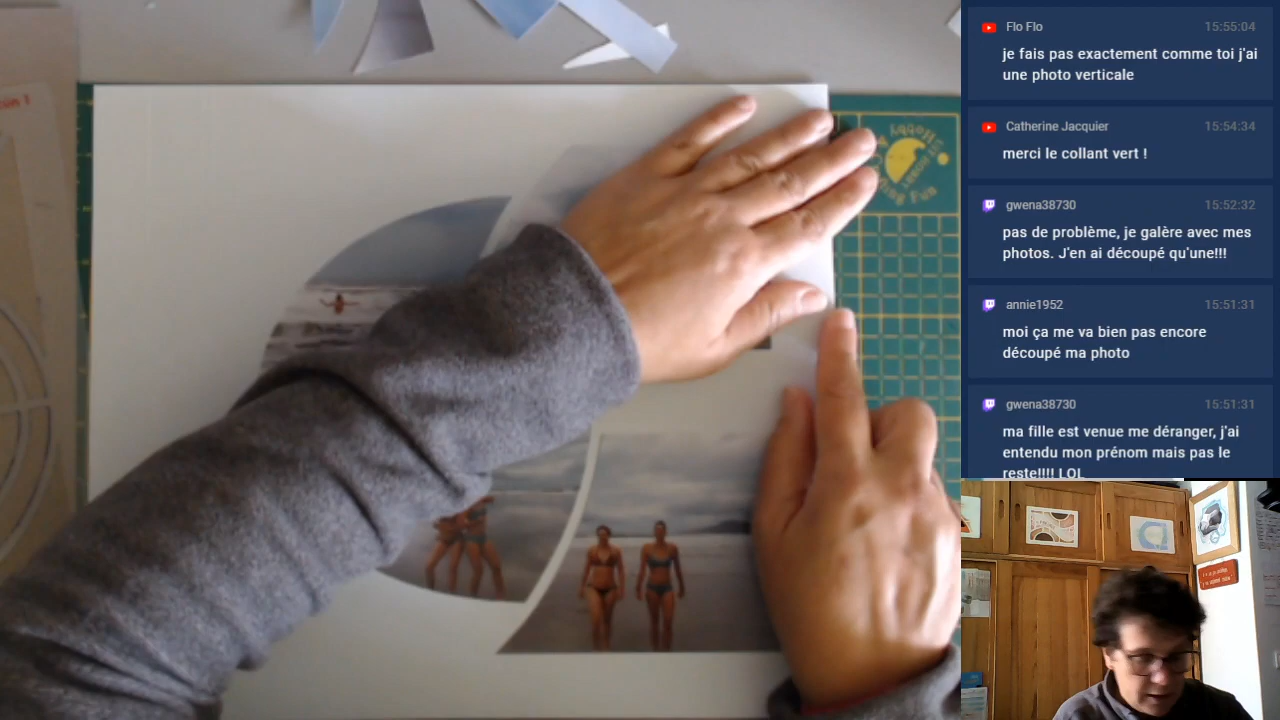 Flo Flo 15:55:04
je fais pas exactement comme toi j'ai
une photo verticale
Catherine Jacquier 15:54:34
merci le collant vert !
gwena38730 15:52:32
pas de problème, je galère avec mes
photos. J'en ai découpé qu'une!!!
annie1952 15:51:31
moi ça me va bien pas encore
découpé ma photo
gwena38730 15:51:31
ma fille est venue me déranger, j'ai
entendu mon prénom mais pas le
reste!!!! LOL